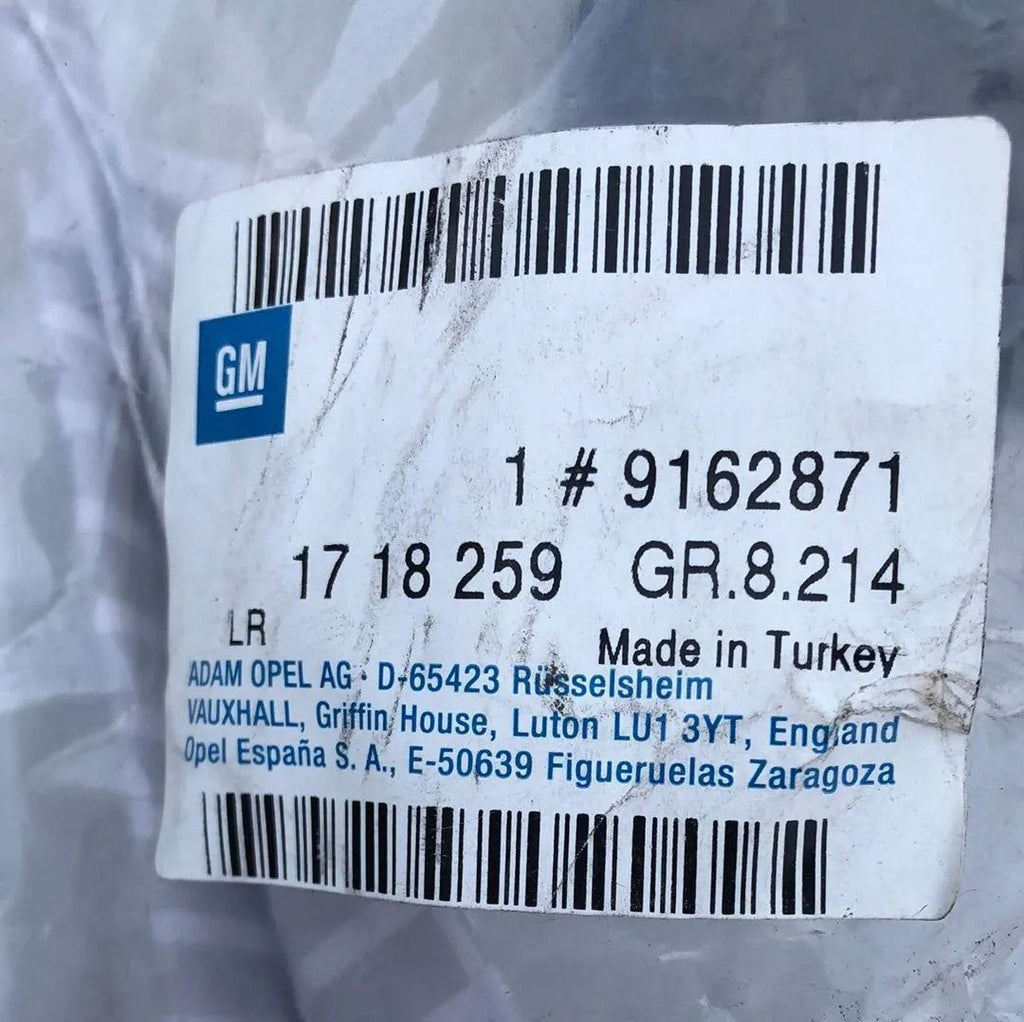 GM
1 # 9162871
17 18 259 GR.8.214
LR
Made in Turkey
ADAM OPEL AG · D-65423 Rüsselsheim
VAUXHALL, Griffin House, Luton LU1 3YT, England
Opel España S. A., E-50639 Figueruelas Zaragoza